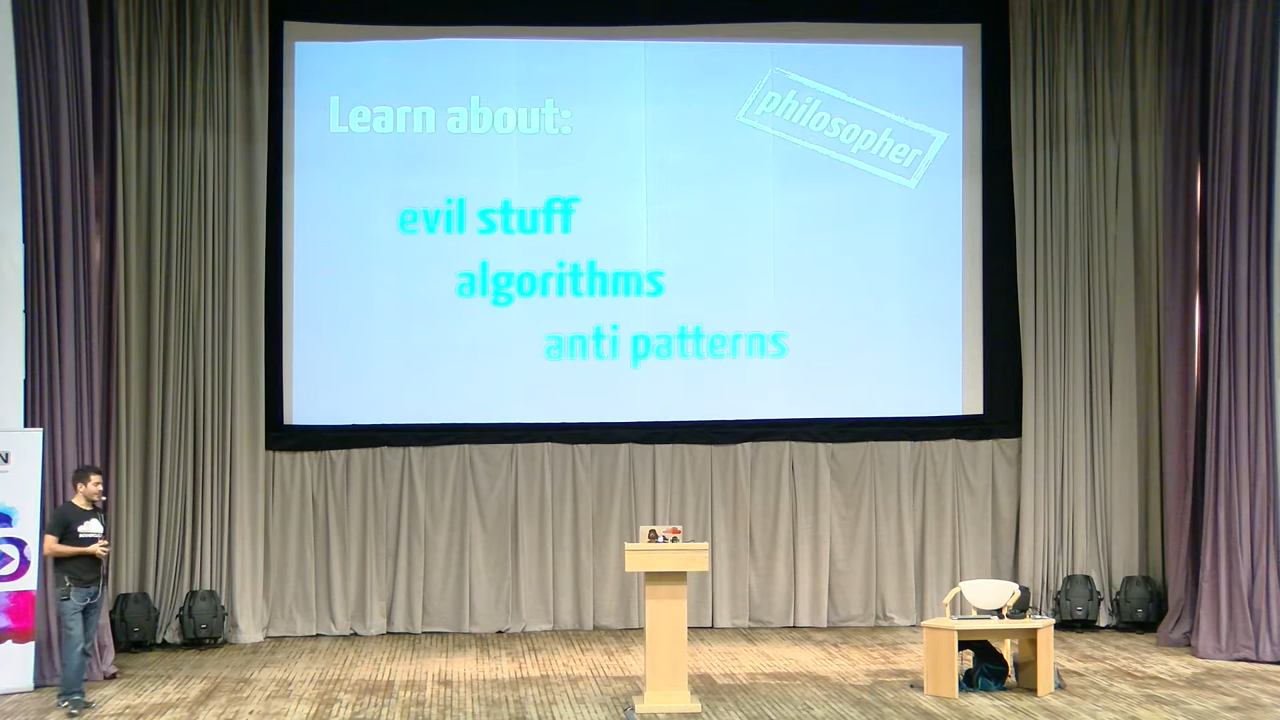 Learn about:
philosopher
evil stuff
algorithms
anti patterns
N